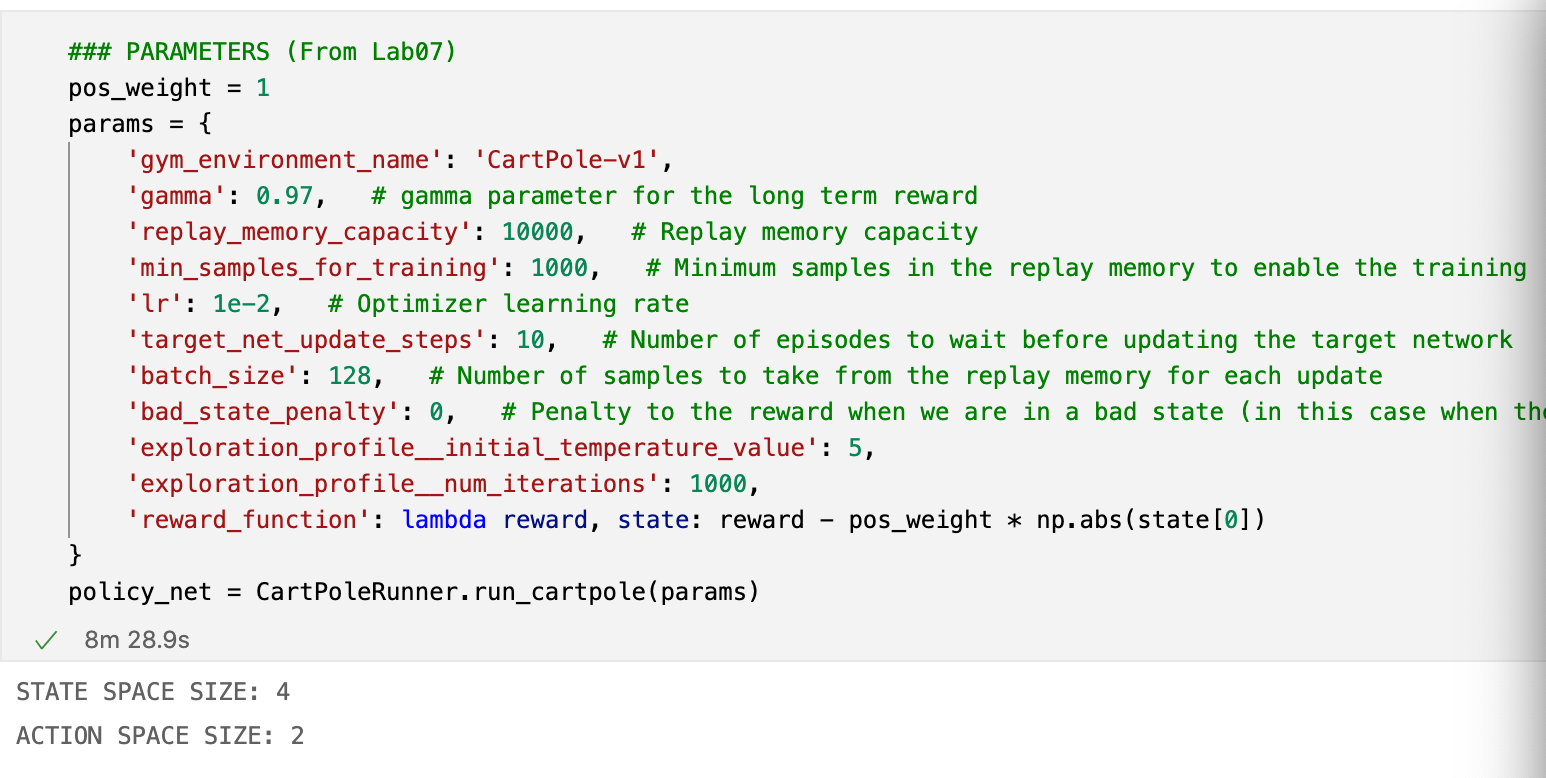 ### PARAMETERS (From Lab07)
pos_weight = 1
params = {
    'gym_environment_name': 'CartPole-v1',
    'gamma': 0.97,   # gamma parameter for the long term reward
    'replay_memory_capacity': 10000,   # Replay memory capacity
    'min_samples_for_training': 1000,   # Minimum samples in the replay memory to enable the training
    'lr': 1e-2,   # Optimizer learning rate
    'target_net_update_steps': 10,   # Number of episodes to wait before updating the target network
    'batch_size': 128,   # Number of samples to take from the replay memory for each update
    'bad_state_penalty': 0,   # Penalty to the reward when we are in a bad state (in this case when
    'exploration_profile__initial_temperature_value': 5,
    'exploration_profile__num_iterations': 1000,
    'reward_function': lambda reward, state: reward - pos_weight * np.abs(state[0])
}
policy_net = CartPoleRunner.run_cartpole(params)
8m 28.9s
STATE SPACE SIZE: 4
ACTION SPACE SIZE: 2